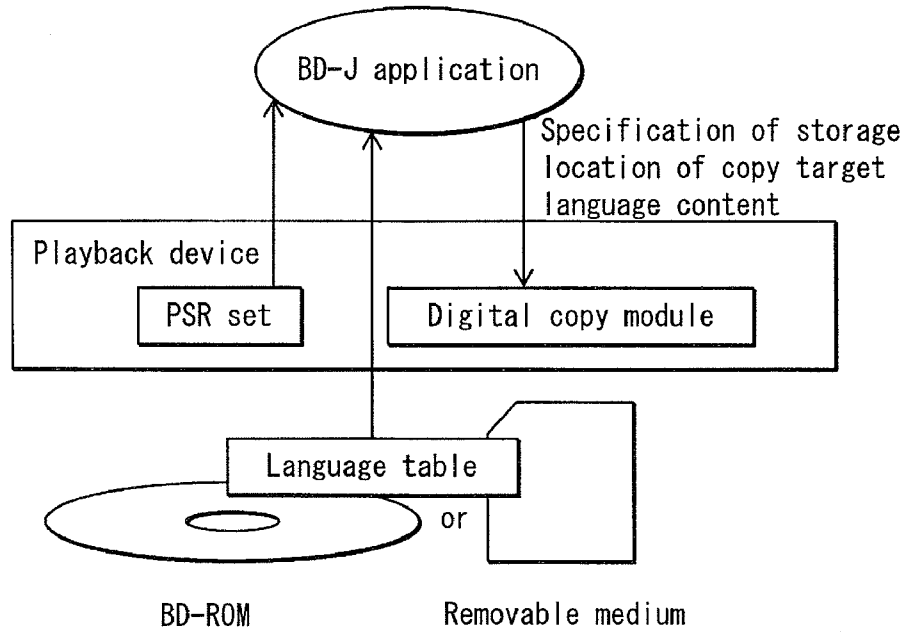 BD-J application
Specification of storage
location of copy target
language content
Playback device
PSR set
Digital copy module
Language table
or
BD-ROM
Removable medium